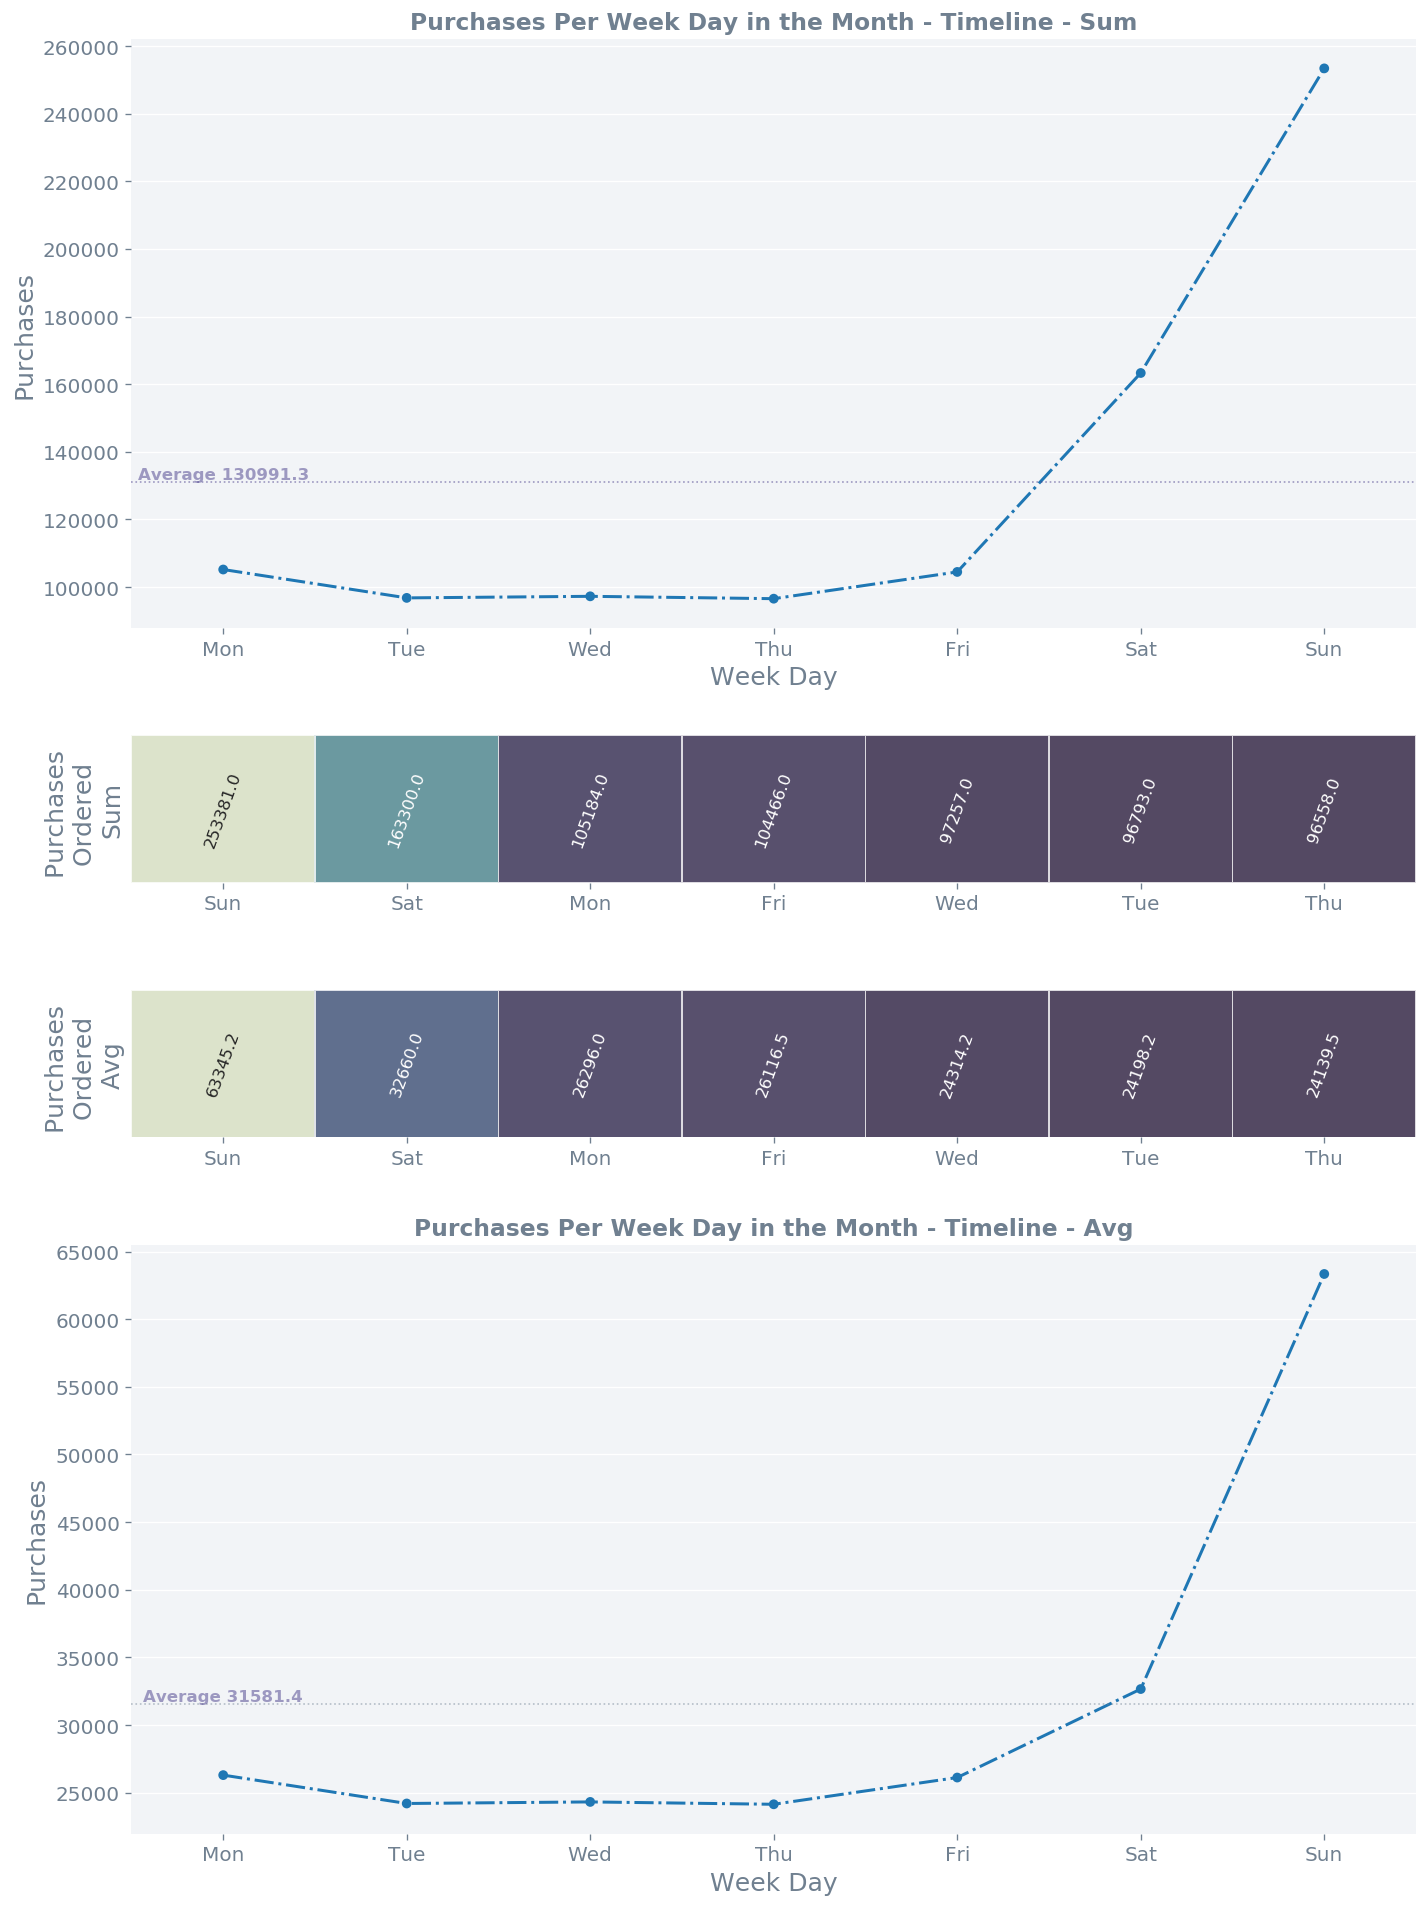 Purchases Per Week Day in the Month - Timeline - Sum
260000
240000
220000
200000
180000
160000
140000
120000
100000
Purchases
Average 130991.3
Mon Tue Wed Thu Fri Sat Sun
Week Day
Purchases
Ordered
Sum
253381.0 163300.0 105184.0 104466.0 97257.0 96793.0 96558.0
Sun Sat Mon Fri Wed Tue Thu
Purchases
Ordered
Avg
63345.2 32660.0 26296.0 26116.5 24314.2 24198.2 24139.5
Sun Sat Mon Fri Wed Tue Thu
Purchases Per Week Day in the Month - Timeline - Avg
65000
60000
55000
50000
45000
40000
35000
30000
25000
Purchases
Average 31581.4
Mon Tue Wed Thu Fri Sat Sun
Week Day